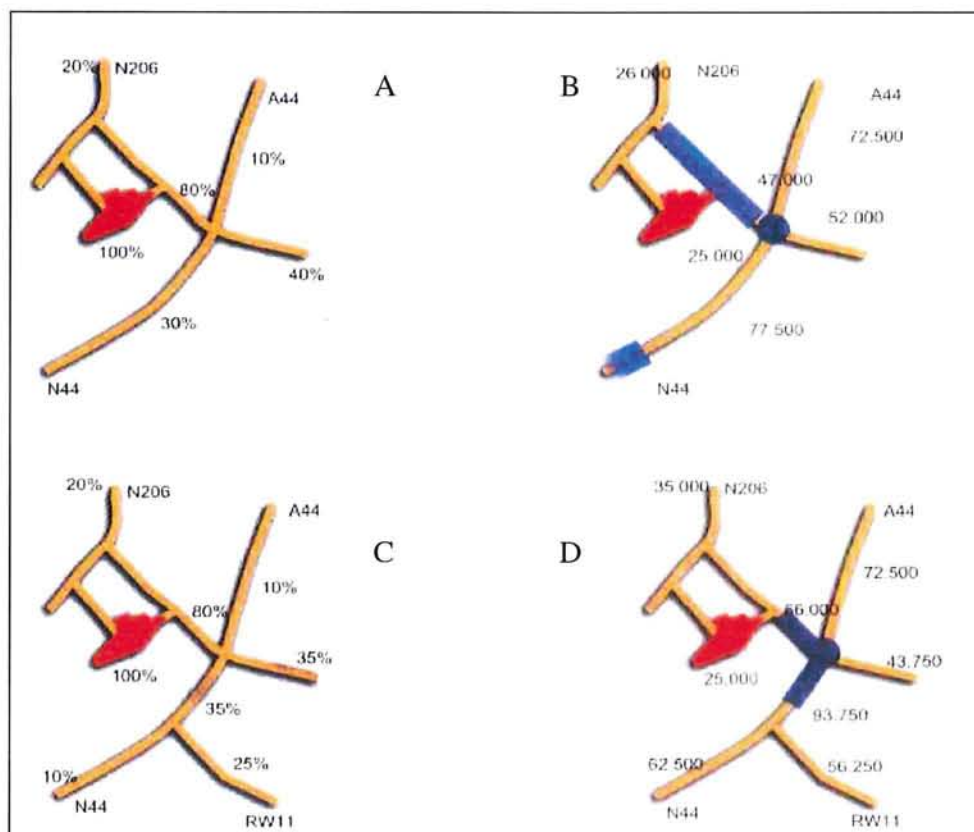 20% N206
A
A44
10%
80%
100%
40%
30%
N44
B
26 000 N206
A44
72.500
47.000
52.000
25 000
77 500
N44
20% N206
C
A44
10%
80%
35%
100%
35%
25%
10%
N44
RW11
D
35 000 N206
A44
72 500
56 000
43.750
25,000
93.750
62 500
56 250
N44
RW11